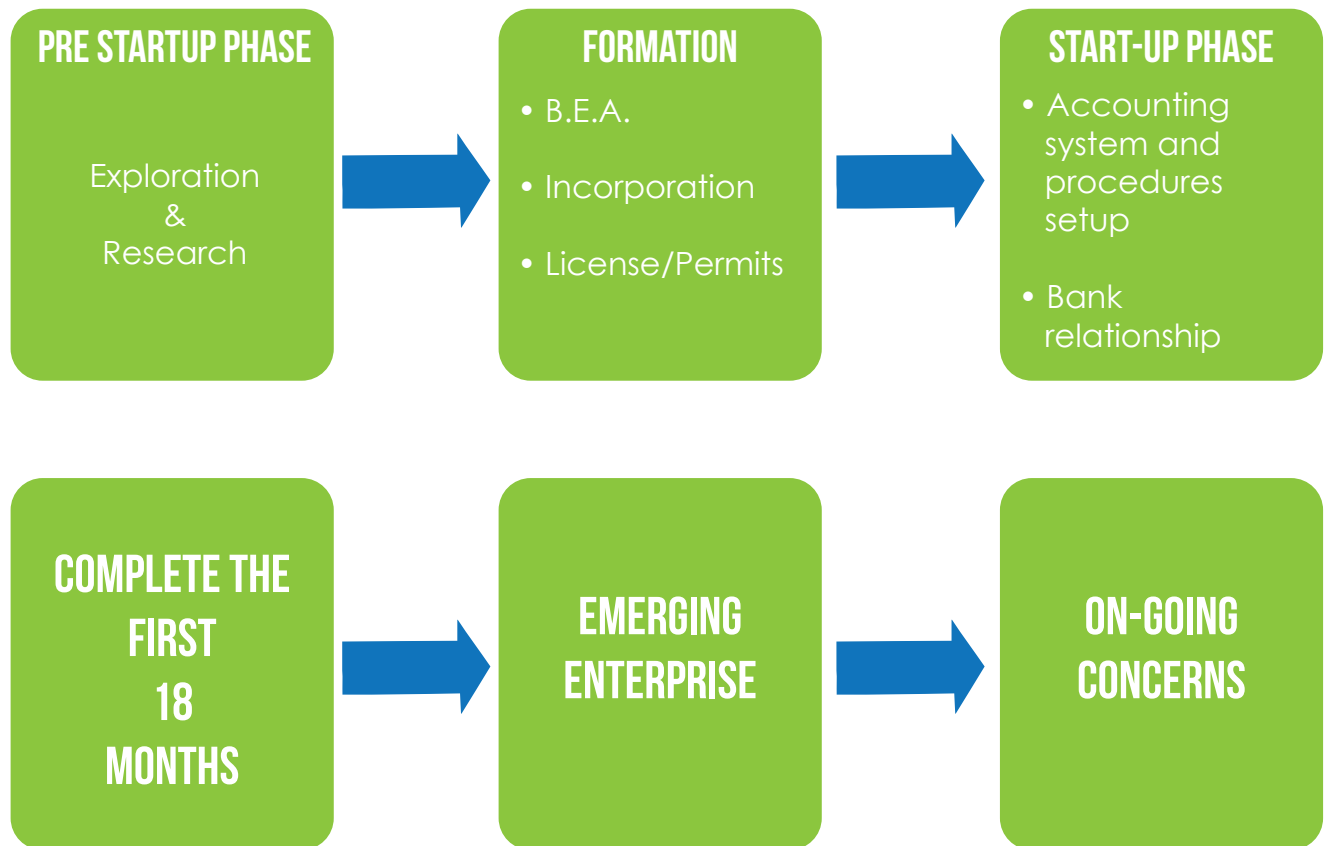 PRE STARTUP PHASE
Exploration
&
Research
FORMATION
• B.E.A.
• Incorporation
• License/Permits
START-UP PHASE
• Accounting
system and
procedures
setup
• Bank
relationship
COMPLETE THE
FIRST
18
MONTHS
EMERGING
ENTERPRISE
ON-GOING
CONCERNS